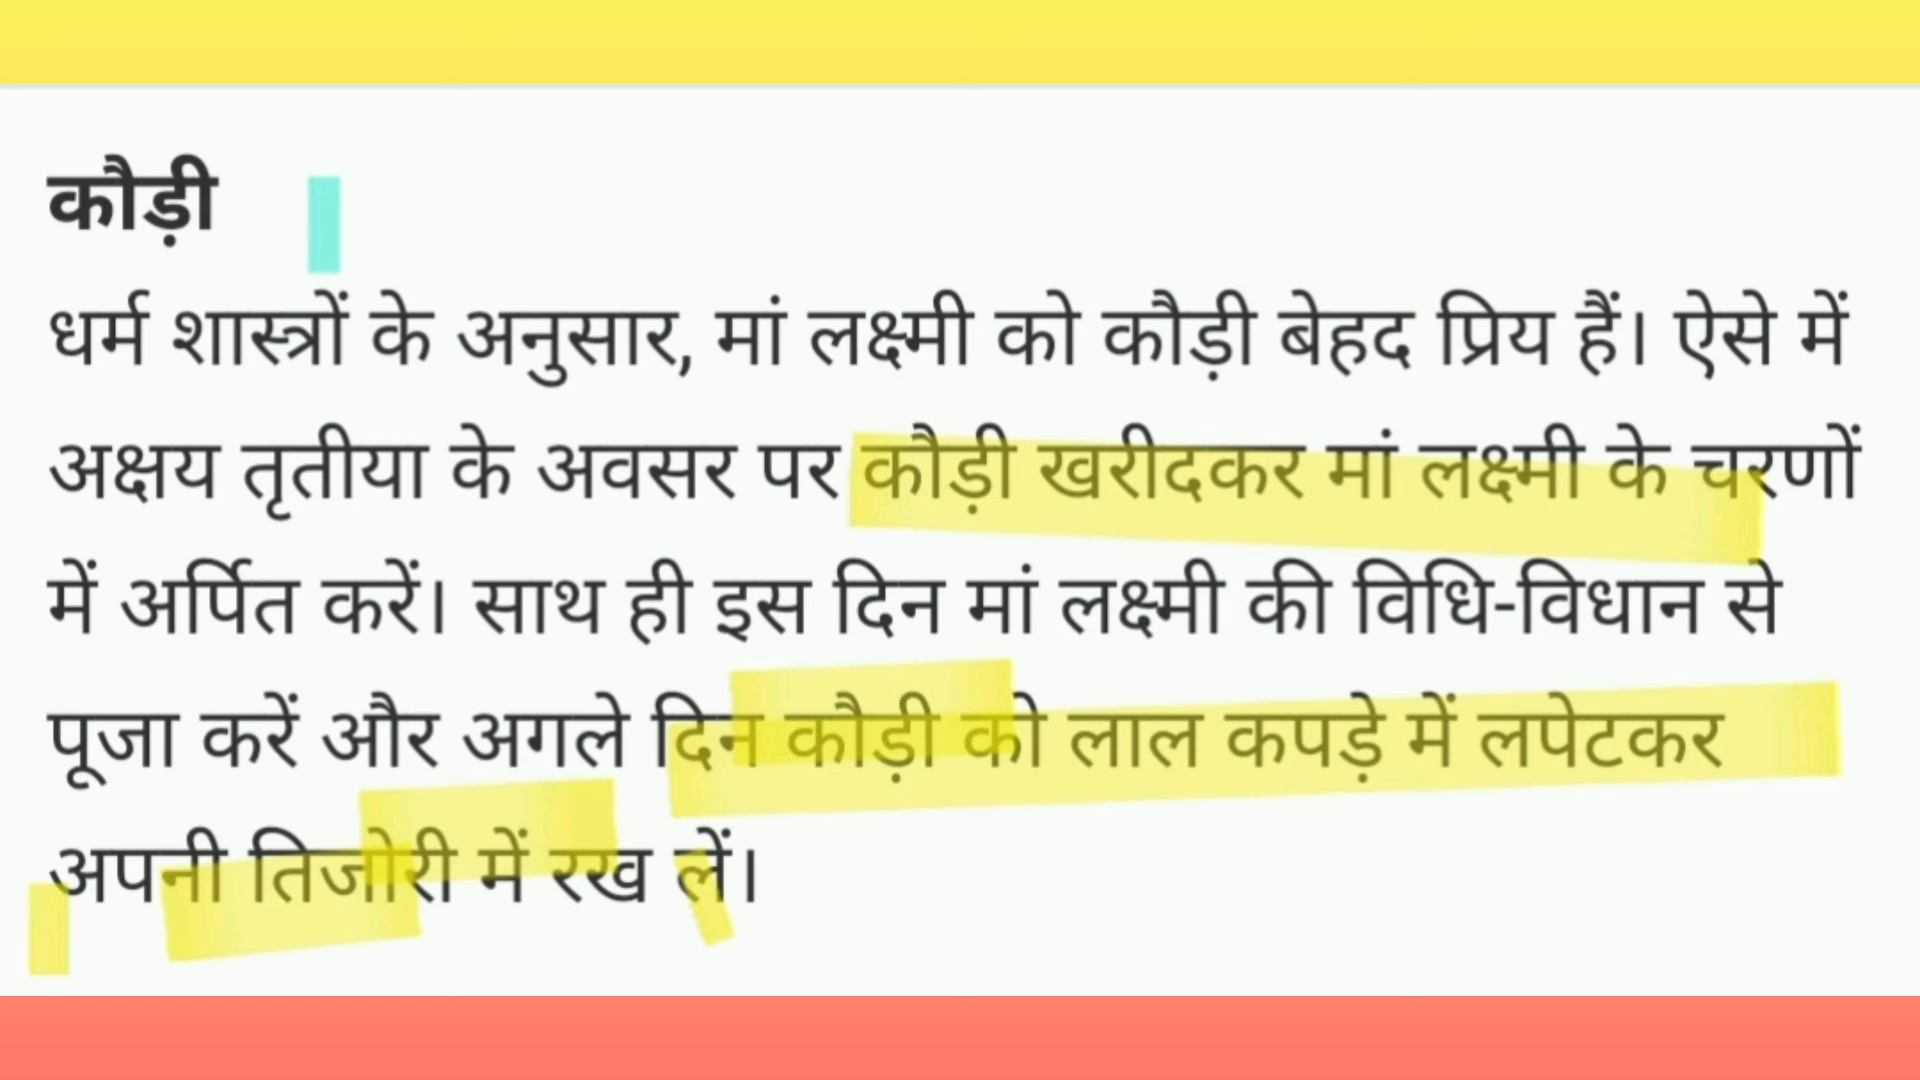 कौड़ी
धर्म शास्त्रों के अनुसार, मां लक्ष्मी को कौड़ी बेहद प्रिय हैं। ऐसे में
अक्षय तृतीया के अवसर पर कौड़ी खरीदकर मां लक्ष्मी के चरणों
में अर्पित करें। साथ ही इस दिन मां लक्ष्मी की विधि-विधान से
पूजा करें और अगले दिन कौड़ी को लाल कपड़े में लपेटकर
अपनी तिजोरी में रख लें।